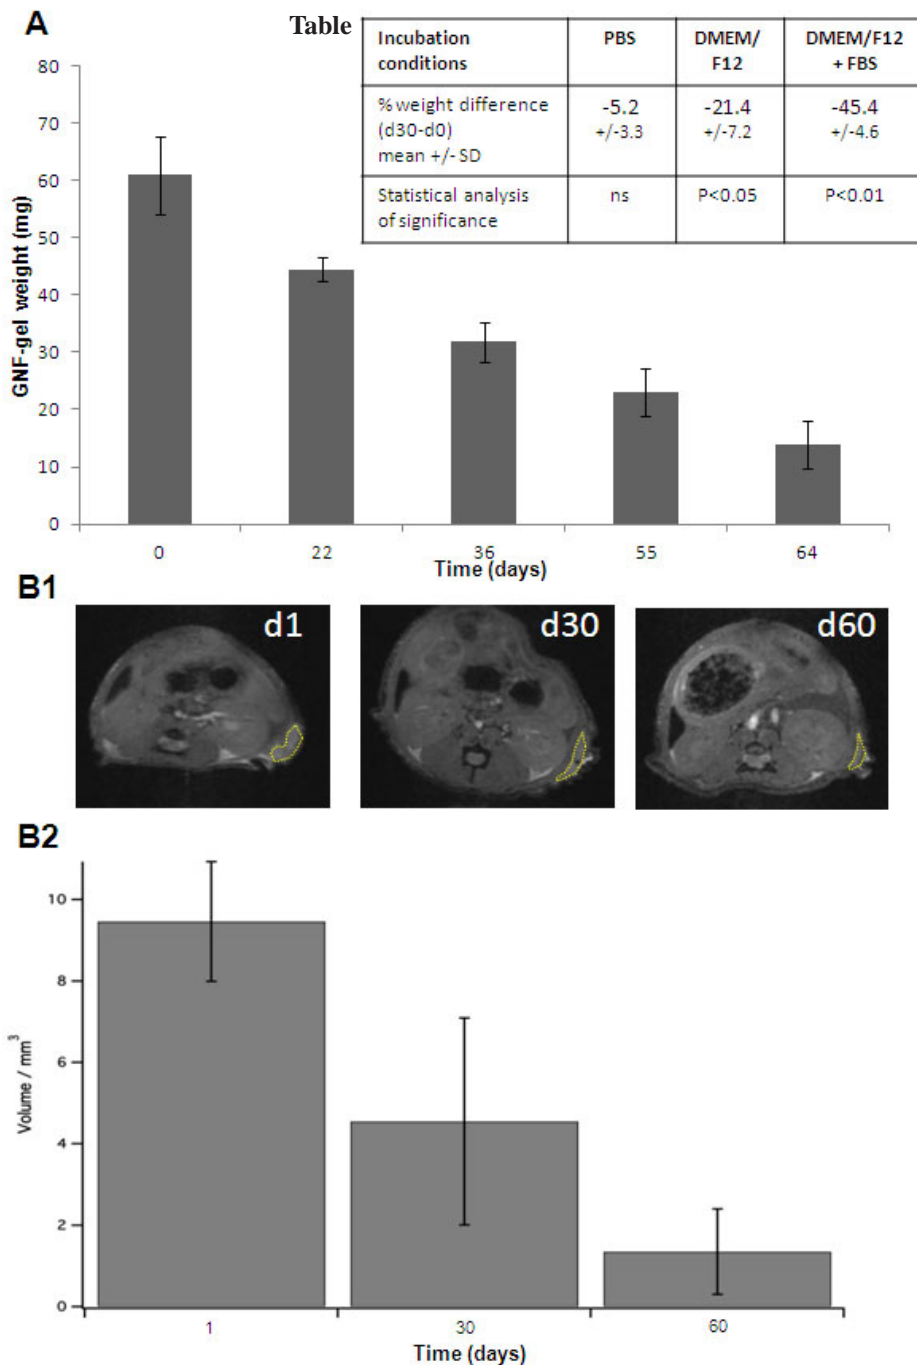 A
Table
Incubation conditions PBS DMEM/ F12 DMEM/F12 + FBS
% weight difference (d30-d0) mean +/- SD -5.2 +/-3.3 -21.4 +/-7.2 -45.4 +/-4.6
Statistical analysis of significance ns P<0.05 P<0.01
GNF-gel weight (mg)
80
70
60
50
40
30
20
10
0
0 22 36 55 64
Time (days)
B1
d1 d30 d60
B2
Volume / mm³
10
8
6
4
2
0
1 30 60
Time (days)